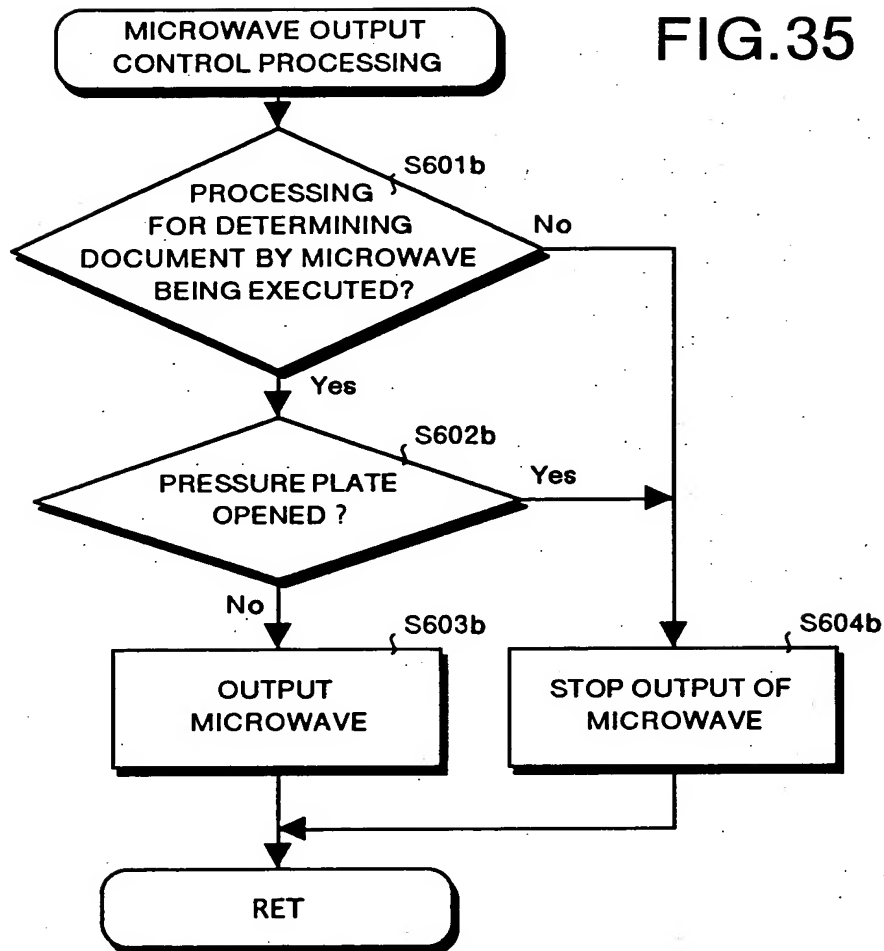 FIG.35
MICROWAVE OUTPUT
CONTROL PROCESSING
S601b
PROCESSING
FOR DETERMINING
DOCUMENT BY MICROWAVE
BEING EXECUTED?
No
Yes
S602b
PRESSURE PLATE
OPENED ?
Yes
No
S603b
OUTPUT
MICROWAVE
S604b
STOP OUTPUT OF
MICROWAVE
RET